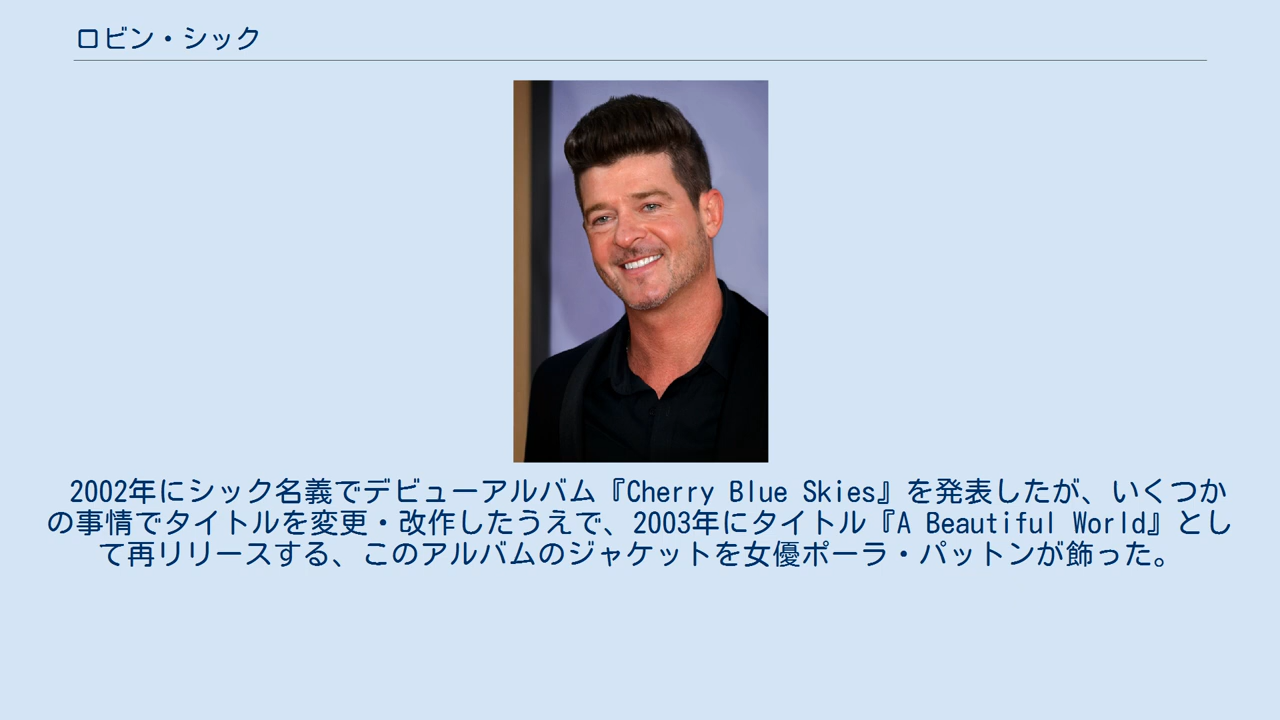 ロビン・シック
2002年にシック名義でデビューアルバム『Cherry Blue Skies』を発表したが、いくつか
の事情でタイトルを変更・改作したうえで、2003年にタイトル『A Beautiful World』とし
て再リリースする、このアルバムのジャケットを女優ポーラ・パットンが飾った。